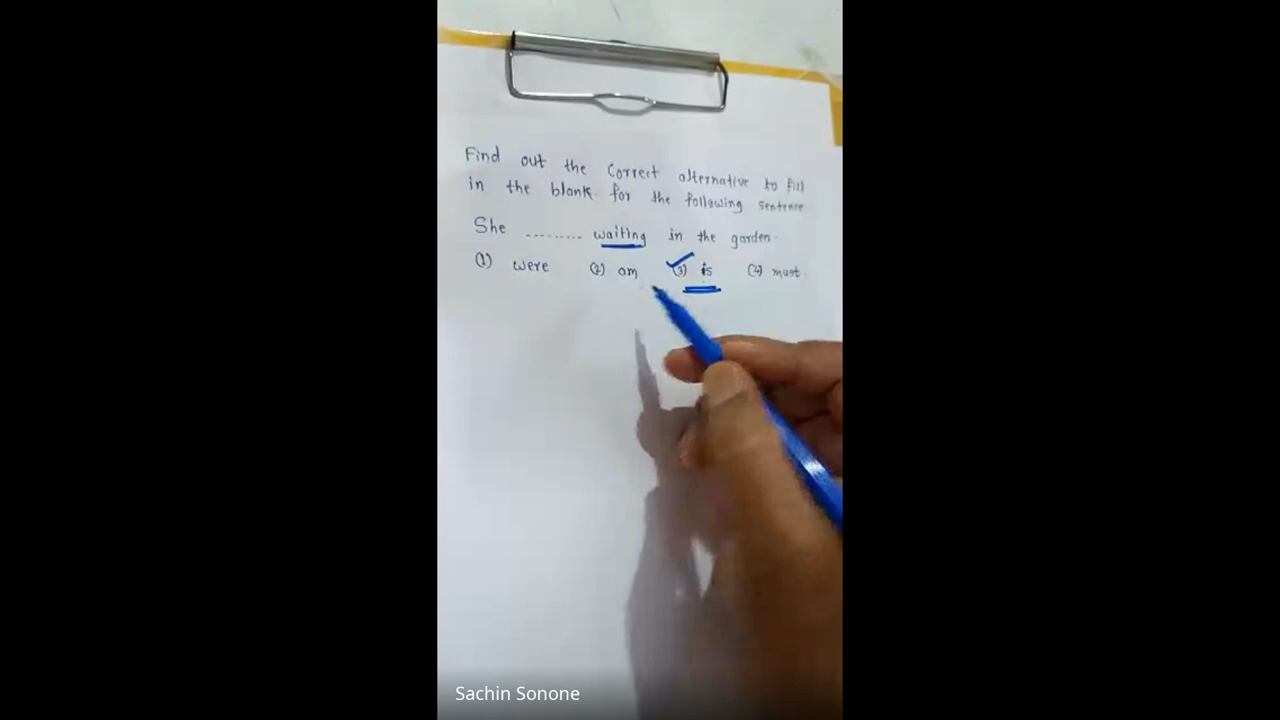 Find out the Correct alternative to fill
in the blank for the following sentence
She ......... waiting in the garden.
(1) were (2) am (3) is (4) must.
Sachin Sonone